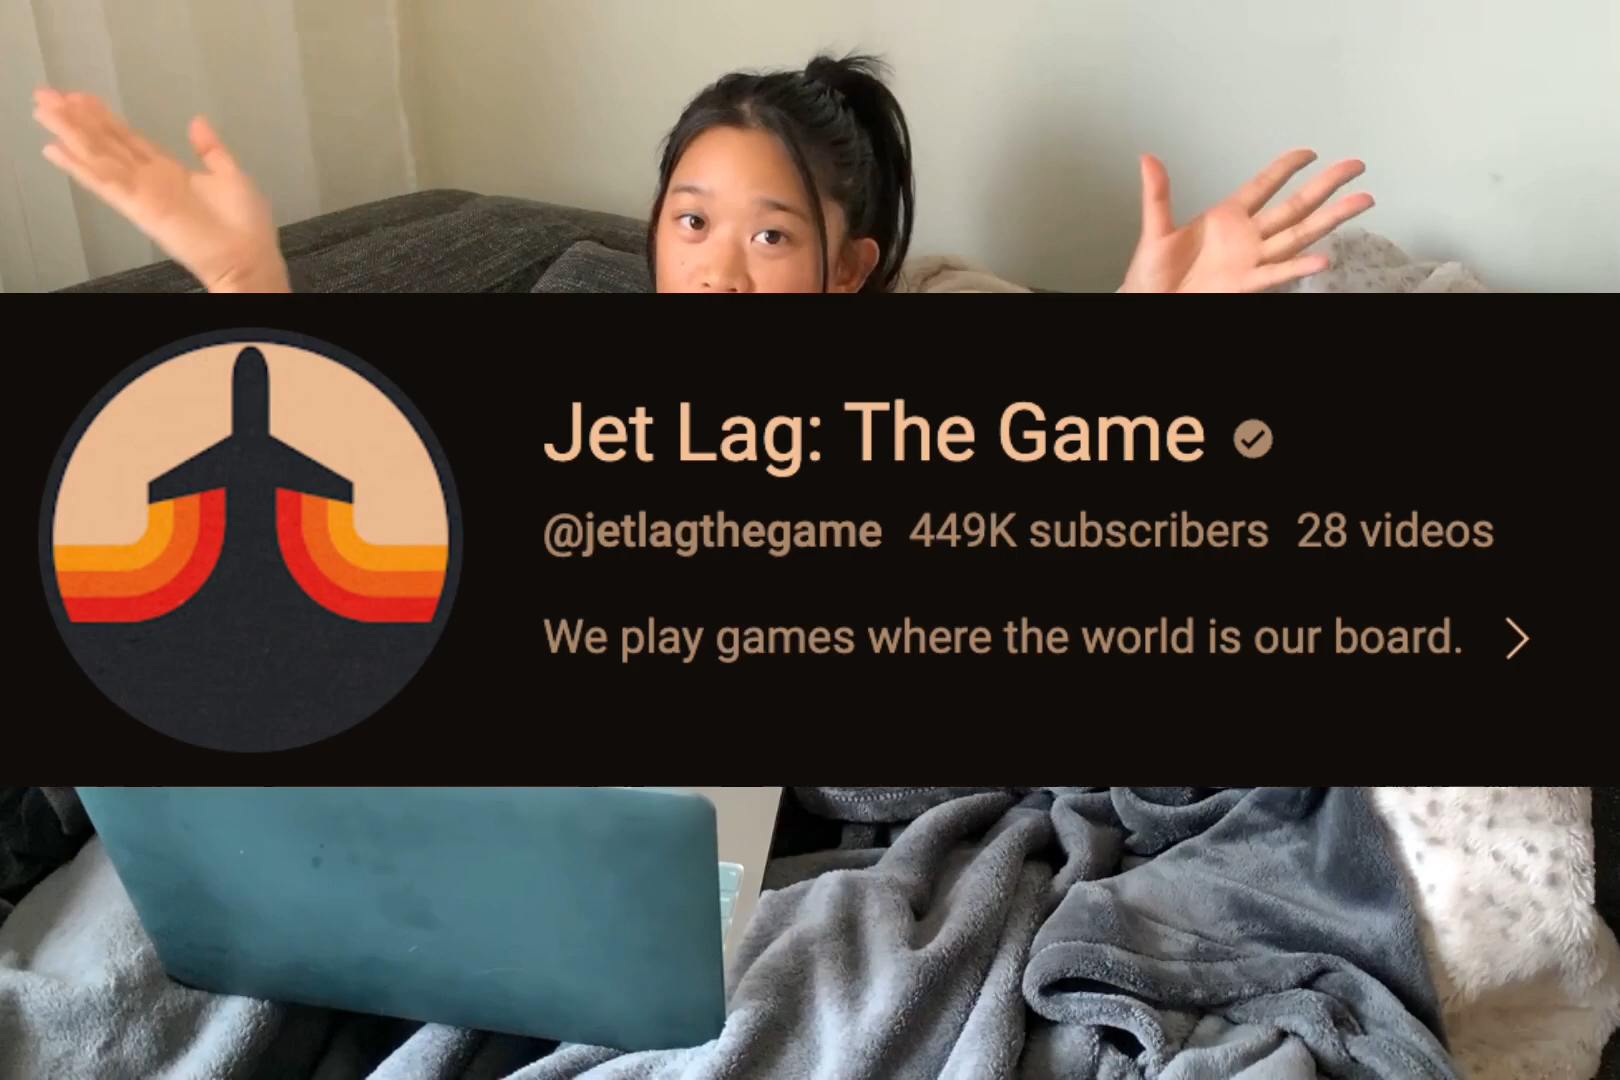 Jet Lag: The Game
@jetlagthegame 449K subscribers 28 videos
We play games where the world is our board.